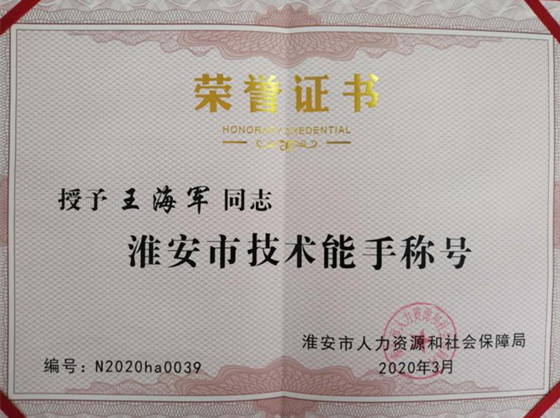 荣誉证书
HONORARY CREDENTIAL
授予王海军同志
淮安市技术能手称号
淮安市人力资源和社会保障局
编号：N2020ha0039
2020年3月